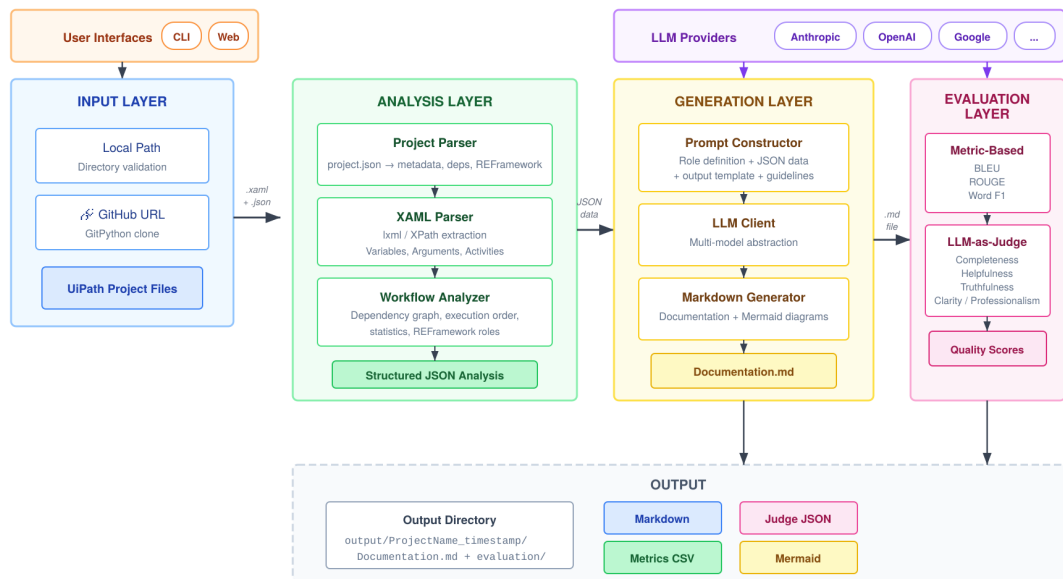 User Interfaces
CLI
Web
LLM Providers
Anthropic
OpenAI
Google
...
INPUT LAYER
Local Path
Directory validation
GitHub URL
GitPython clone
UiPath Project Files
.xaml
+ .json
ANALYSIS LAYER
Project Parser
project.json → metadata, deps, REFramework
XAML Parser
lxml / XPath extraction
Variables, Arguments, Activities
Workflow Analyzer
Dependency graph, execution order,
statistics, REFramework roles
Structured JSON Analysis
JSON
data
GENERATION LAYER
Prompt Constructor
Role definition + JSON data
+ output template + guidelines
LLM Client
Multi-model abstraction
Markdown Generator
Documentation + Mermaid diagrams
Documentation.md
.md
file
EVALUATION
LAYER
Metric-Based
BLEU
ROUGE
Word F1
LLM-as-Judge
Completeness
Helpfulness
Truthfulness
Clarity / Professionalism
Quality Scores
OUTPUT
Output Directory
output/ProjectName_timestamp/
Documentation.md + evaluation/
Markdown
Judge JSON
Metrics CSV
Mermaid